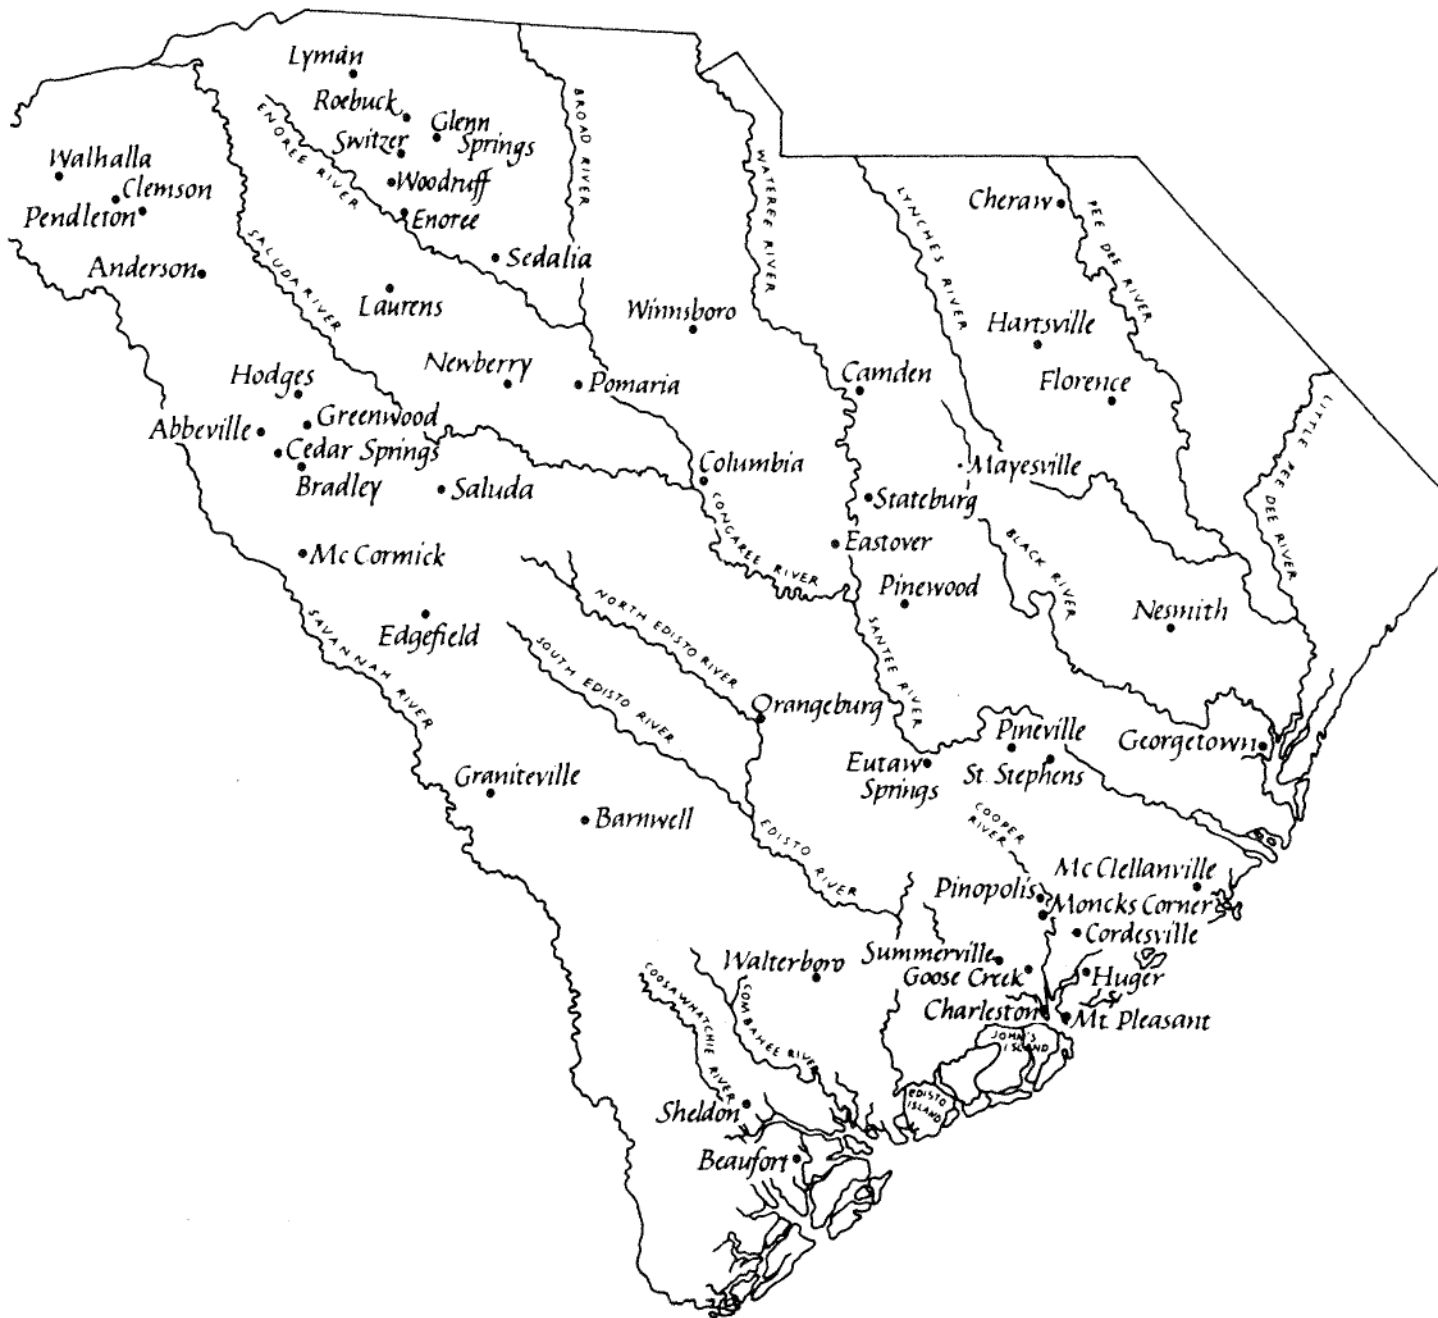 Lyman
Roebuck
Glenn
Springs
Switzer
Woodruff
Enoree
ENOREE RIVER
BROAD RIVER
Walhalla
Clemson
Pendleton
Anderson
SALUDA RIVER
Sedalia
Laurens
WATEREE RIVER
LYNCHES RIVER
Cheraw
PEE DEE RIVER
Winnsboro
Hartsville
Newberry
Pomaria
Camden
Florence
LITTLE PEE DEE RIVER
Hodges
Greenwood
Abbeville
Cedar Springs
Bradley
Saluda
Columbia
Mayesville
Stateburg
CONGAREE RIVER
Eastover
BLACK RIVER
Mc Cormick
Pinewood
Nesmith
Edgefield
SAVANNAH RIVER
NORTH EDISTO RIVER
SOUTH EDISTO RIVER
SANTEE RIVER
Orangeburg
Pineville
Georgetown
Eutaw
Springs
St. Stephens
Graniteville
Barnwell
EDISTO RIVER
COOPER
RIVER
Mc Clellanville
Pinopolis
Moncks Corner
Cordesville
Summerville
Walterboro
Goose Creek
Huger
COOSAWHATCHIE RIVER
COMBAHEE RIVER
Charleston
Mt. Pleasant
JOHN'S
ISLAND
EDISTO
ISLAND
Sheldon
Beaufort